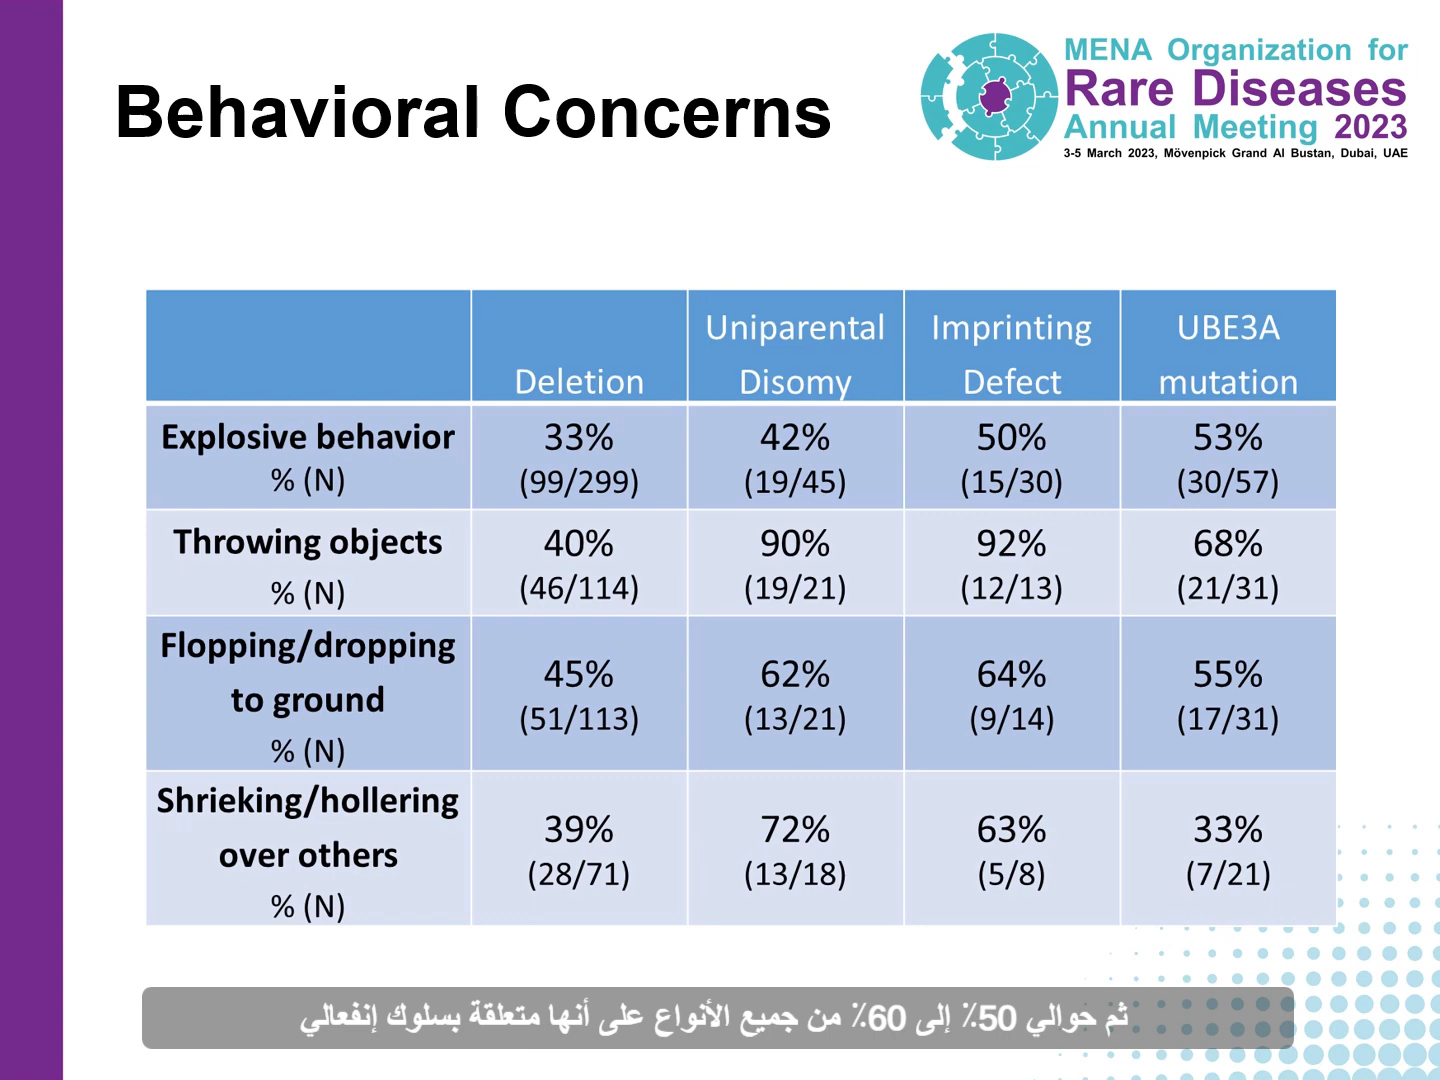 Behavioral Concerns
MENA Organization for
Rare Diseases
Annual Meeting 2023
3-5 March 2023, Mövenpick Grand Al Bustan, Dubai, UAE
Deletion
Uniparental Disomy
Imprinting Defect
UBE3A mutation
Explosive behavior % (N)
33% (99/299)
42% (19/45)
50% (15/30)
53% (30/57)
Throwing objects % (N)
40% (46/114)
90% (19/21)
92% (12/13)
68% (21/31)
Flopping/dropping to ground % (N)
45% (51/113)
62% (13/21)
64% (9/14)
55% (17/31)
Shrieking/hollering over others % (N)
39% (28/71)
72% (13/18)
63% (5/8)
33% (7/21)
ثم حوالي 50٪ إلى 60٪ من جميع الأنواع على أنها متعلقة بسلوك إنفعالي